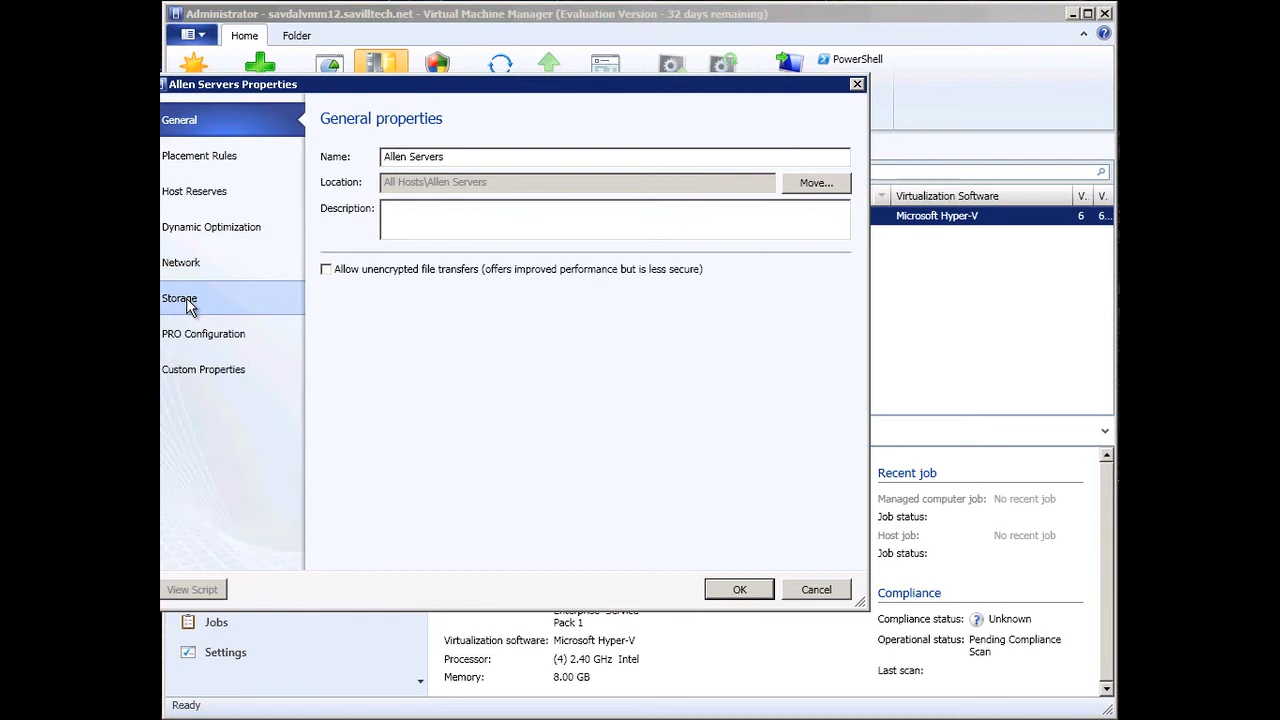 Administrator - savdalvmm12.savilltech.net - Virtual Machine Manager (Evaluation Version - 32 days remaining)
Home Folder
PowerShell
Allen Servers Properties
General
Placement Rules
Host Reserves
Dynamic Optimization
Network
Storage
PRO Configuration
Custom Properties
General properties
Name: Allen Servers
Location: All Hosts\Allen Servers Move...
Description:
Allow unencrypted file transfers (offers improved performance but is less secure)
View Script OK Cancel
Virtualization Software V. V.
Microsoft Hyper-V 6 6...
Recent job
Managed computer job: No recent job
Job status:
Host job: No recent job
Job status:
Compliance
Compliance status: Unknown
Operational status: Pending Compliance
Scan
Last scan:
Jobs
Settings
Pack 1
Virtualization software: Microsoft Hyper-V
Processor: (4) 2.40 GHz Intel
Memory: 8.00 GB
Ready